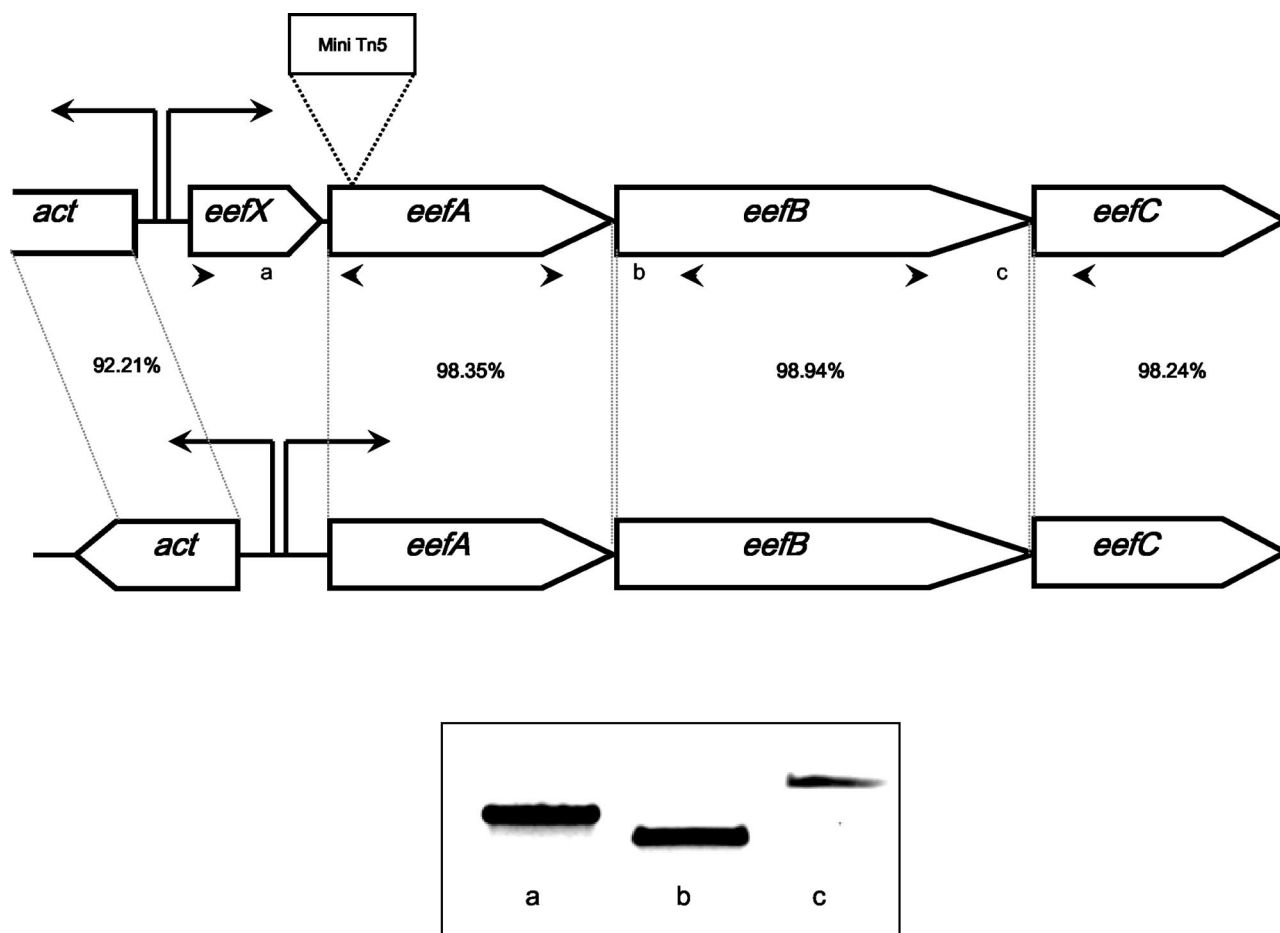 Mini Tn5
act eefX eefA eefB eefC
a b c
92.21% 98.35% 98.94% 98.24%
act eefA eefB eefC
a b c